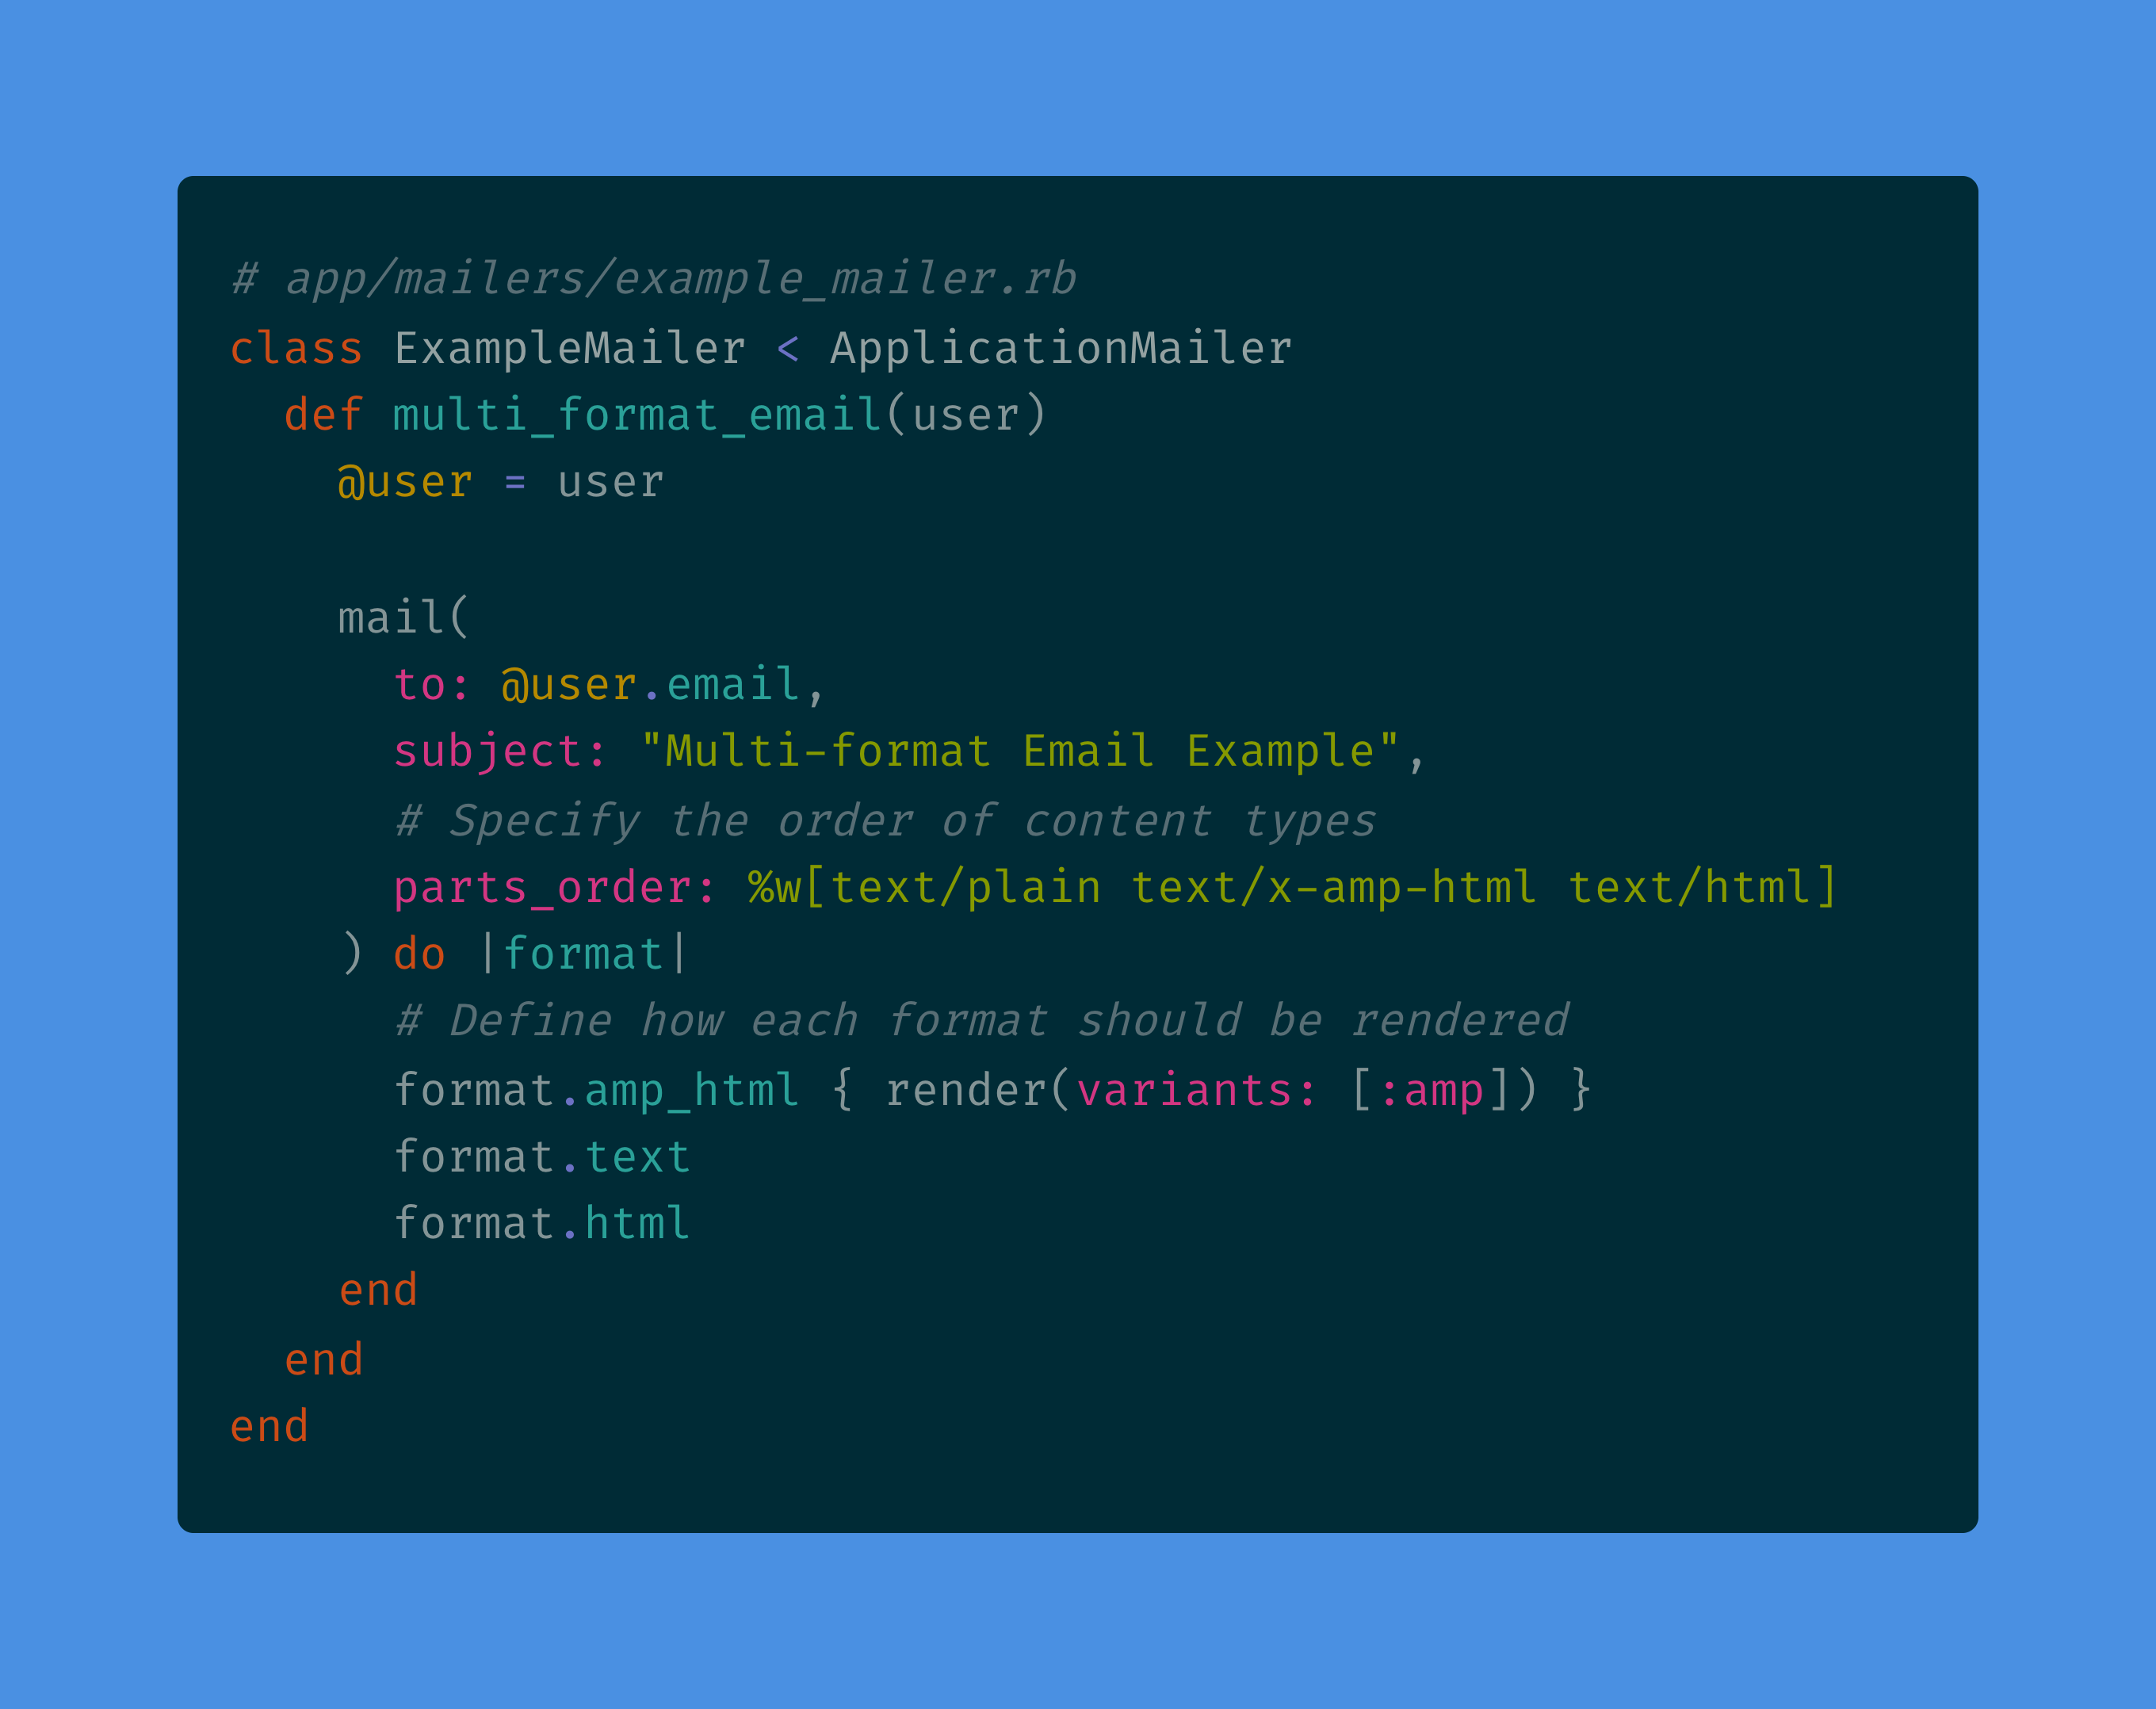 # app/mailers/example_mailer.rb
class ExampleMailer < ApplicationMailer
  def multi_format_email(user)
    @user = user

    mail(
      to: @user.email,
      subject: "Multi-format Email Example",
      # Specify the order of content types
      parts_order: %w[text/plain text/x-amp-html text/html]
    ) do |format|
      # Define how each format should be rendered
      format.amp_html { render(variants: [:amp]) }
      format.text
      format.html
    end
  end
end